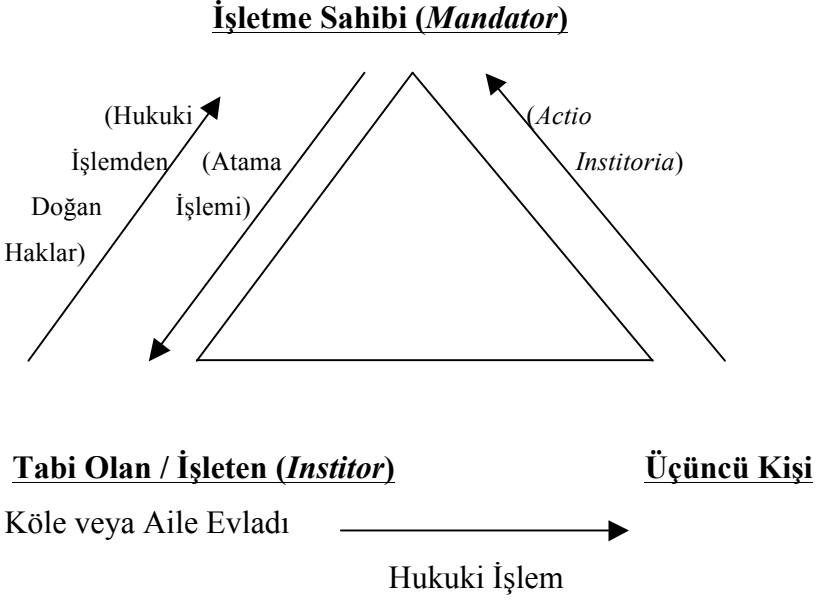 İşletme Sahibi (Mandator)
(Hukuki
İşlemden
Doğan
Haklar)
(Atama
İşlemi)
(Actio
Institoria)
Tabi Olan / İşleten (Institor)
Üçüncü Kişi
Köle veya Aile Evladı
Hukuki İşlem